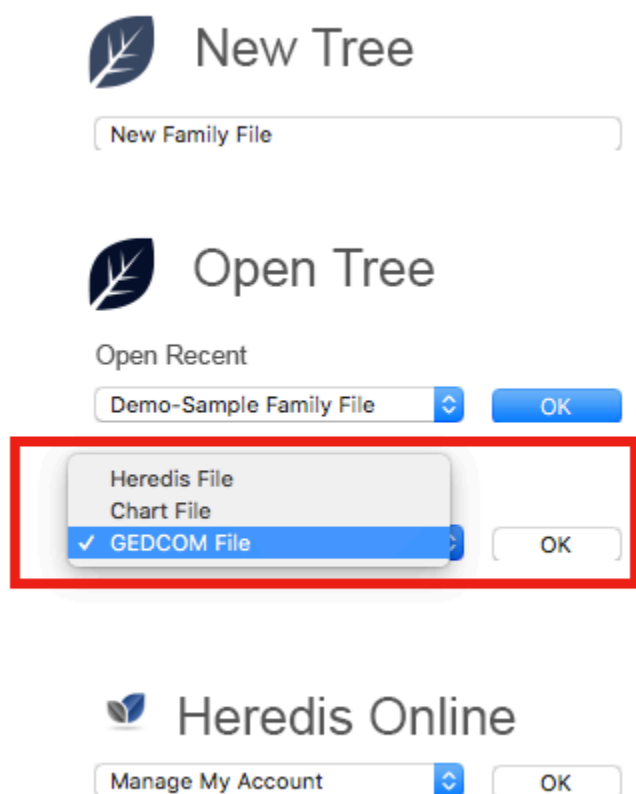 New Tree
New Family File
Open Tree
Open Recent
Demo-Sample Family File OK
Heredis File
Chart File
✓ GEDCOM File OK
Heredis Online
Manage My Account OK